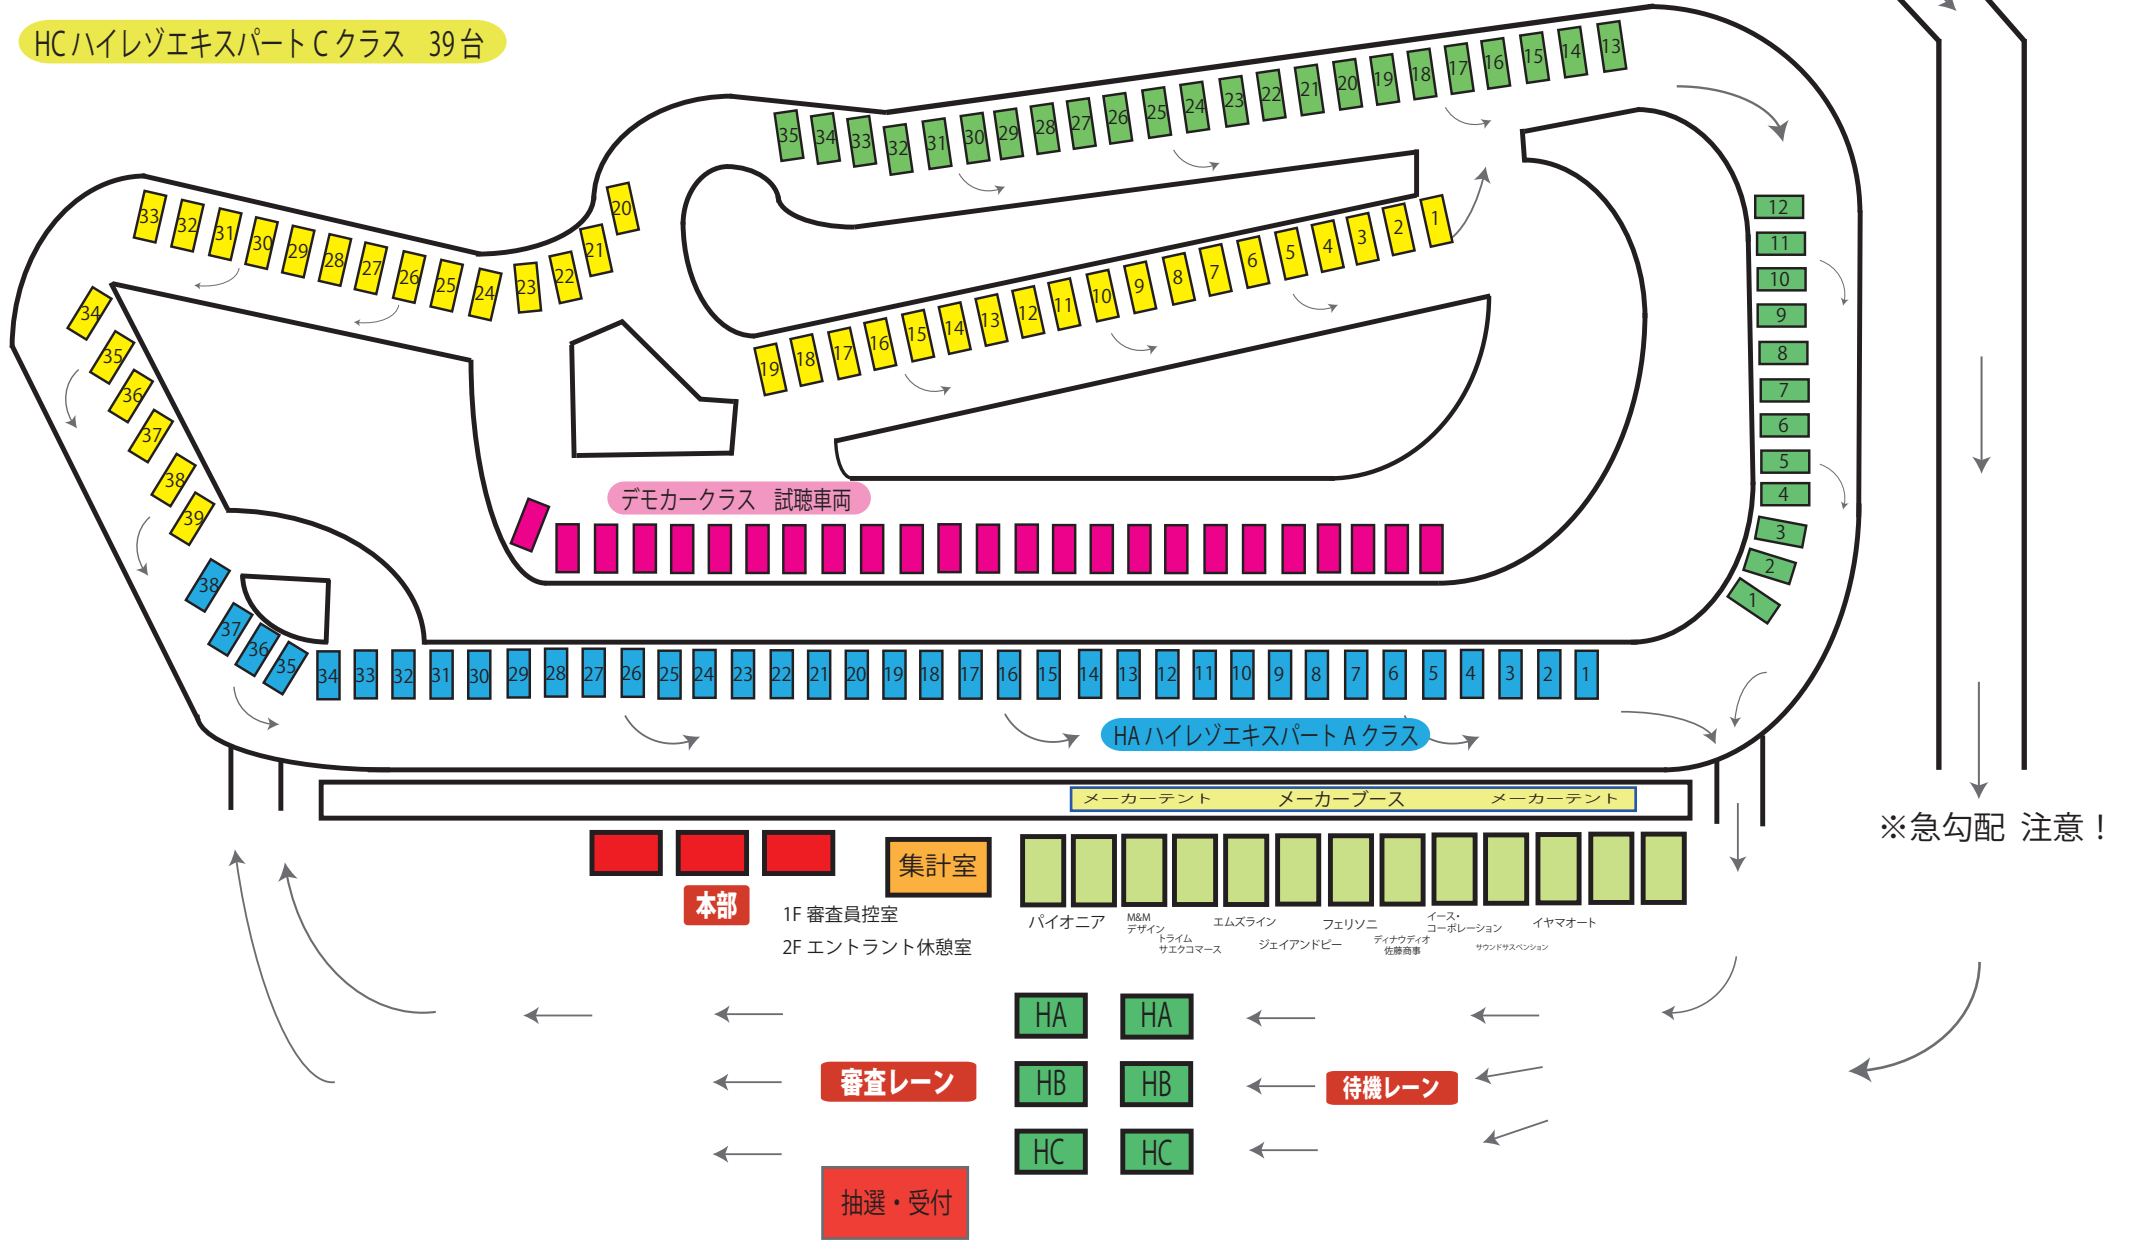 HC ハイレゾエキスパート C クラス　39 台
35 34 33 32 31 30 29 28 27 26 25 24 23 22 21 20 19 18 17 16 15 14 13
12
11
10
9
8
7
6
5
4
3
2
1
33 32 31 30 29 28 27 26 25 24 23 22 21 20
19 18 17 16 15 14 13 12 11 10 9 8 7 6 5 4 3 2 1
34
35
36
37
38
39
デモカークラス　試聴車両
38
37
36
35
34 33 32 31 30 29 28 27 26 25 24 23 22 21 20 19 18 17 16 15 14 13 12 11 10 9 8 7 6 5 4 3 2 1
HA ハイレゾエキスパート A クラス
メーカーテント　メーカーブース　メーカーテント
※急勾配 注意！
集計室
本部
1F 審査員控室
2F エントラント休憩室
パイオニア
M&M
デザイン
トライム
サエクコマース
エムズライン
ジェイアンドピー
フェリソニ
ディナウディオ
佐藤商事
イース・
コーポレーション
サウンドサスペンション
イヤマオート
HA HA
審査レーン
HB HB
待機レーン
HC HC
抽選・受付